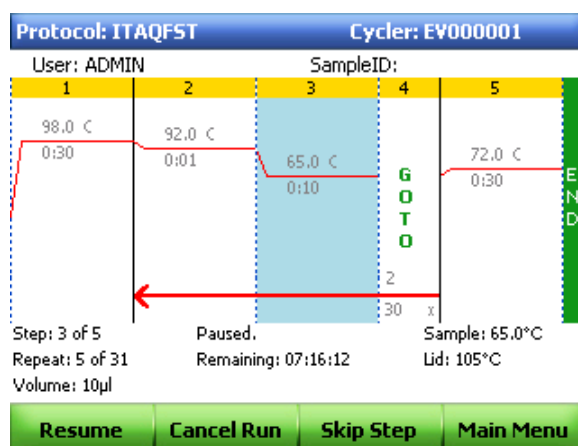 Protocol: ITAQFST Cycler: EV000001
User: ADMIN SampleID:
1 2 3 4 5
98.0 C 92.0 C 65.0 C 72.0 C
0:30 0:01 0:10 0:30
GOTO
END
2
30 x
Step: 3 of 5 Paused. Sample: 65.0°C
Repeat: 5 of 31 Remaining: 07:16:12 Lid: 105°C
Volume: 10µl
Resume Cancel Run Skip Step Main Menu